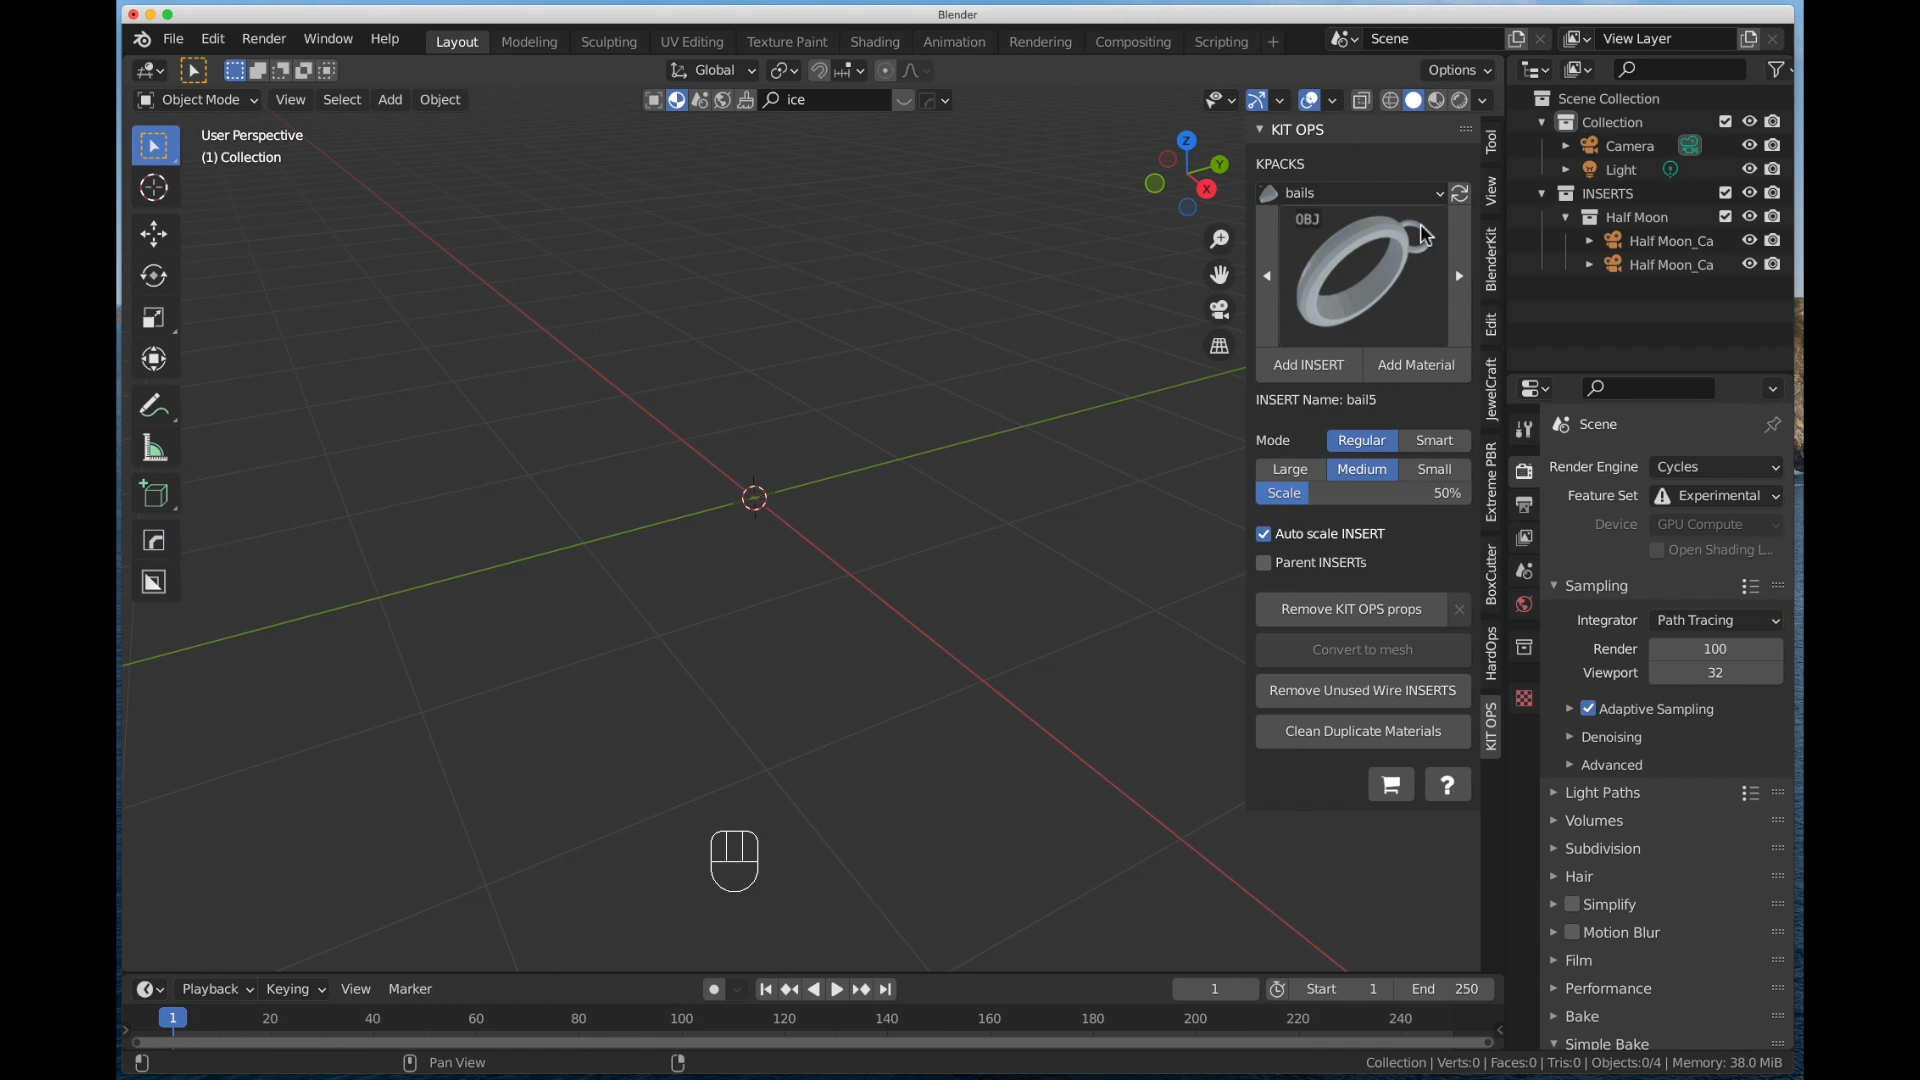 Blender
File Edit Render Window Help Layout Modeling Sculpting UV Editing Texture Paint Shading Animation Rendering Compositing Scripting + Scene View Layer
Global Options
Object Mode View Select Add Object ice
User Perspective
(1) Collection
Z
Y
X
KIT OPS
KPACKS
bails
OBJ
Add INSERT Add Material
INSERT Name: bail5
Mode Regular Smart
Large Medium Small
Scale 50%
Auto scale INSERT
Parent INSERTs
Remove KIT OPS props
Convert to mesh
Remove Unused Wire INSERTS
Clean Duplicate Materials
?
Tool
View
BlenderKit
Edit
JewelCraft
Extreme PBR
BoxCutter
HardOps
KIT OPS
Scene Collection
Collection
Camera
Light
INSERTS
Half Moon
Half Moon_Ca
Half Moon_Ca
Scene
Render Engine Cycles
Feature Set Experimental
Device GPU Compute
Open Shading L...
Sampling
Integrator Path Tracing
Render 100
Viewport 32
Adaptive Sampling
Denoising
Advanced
Light Paths
Volumes
Subdivision
Hair
Simplify
Motion Blur
Film
Performance
Bake
Simple Bake
Playback Keying View Marker 1 Start 1 End 250
1 20 40 60 80 100 120 140 160 180 200 220 240
Pan View Collection | Verts:0 | Faces:0 | Tris:0 | Objects:0/4 | Memory: 38.0 MiB